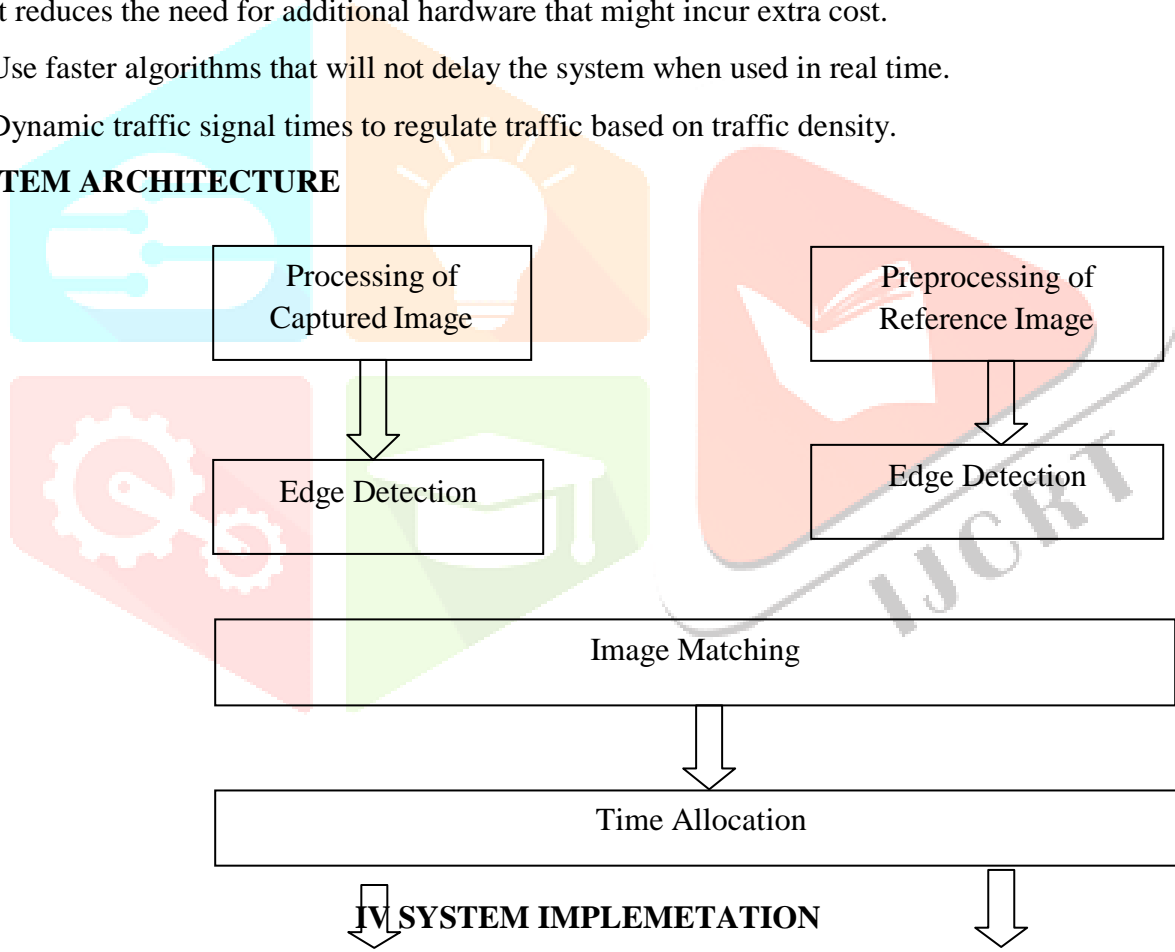 t reduces the need for additional hardware that might incur extra cost.
Use faster algorithms that will not delay the system when used in real time.
Dynamic traffic signal times to regulate traffic based on traffic density.
TEM ARCHITECTURE
Processing of
Captured Image
Preprocessing of
Reference Image
Edge Detection
Edge Detection
IJCRT
Image Matching
Time Allocation
IV SYSTEM IMPLEMETATION